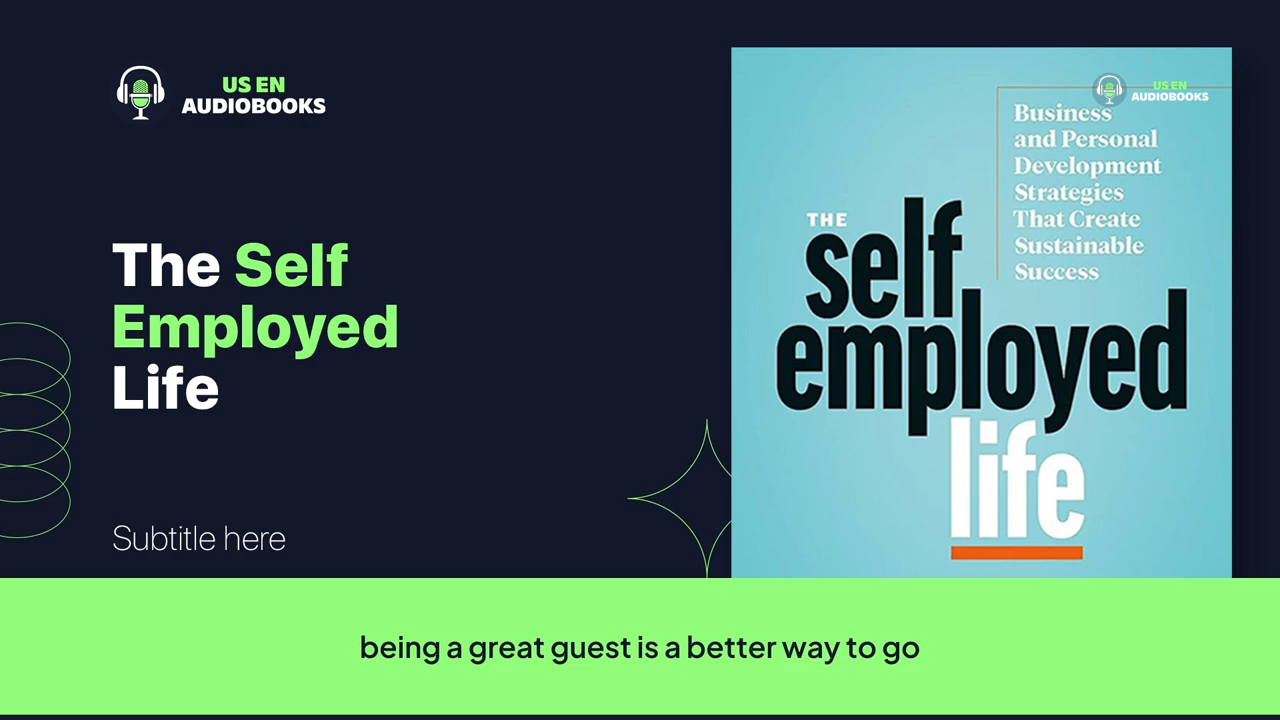 US EN
AUDIOBOOKS
The Self
Employed
Life
Subtitle here
US EN
AUDIOBOOKS
Business
and Personal
Development
Strategies
That Create
Sustainable
Success
THE
self
employed
life
being a great guest is a better way to go